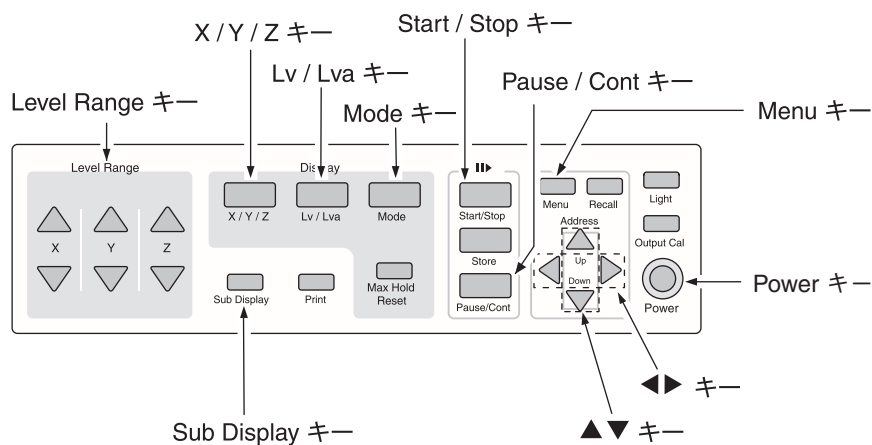 X / Y / Z キー
Start / Stop キー
Lv / Lva キー
Pause / Cont キー
Level Range キー
Mode キー
Menu キー
Level Range
Display
X / Y / Z
Lv / Lva
Mode
Start/Stop
Menu
Recall
Light
Address
X
Y
Z
Store
Up
Output Cal
Down
Sub Display
Print
Max Hold
Reset
Pause/Cont
Power
Power キー
◀▶ キー
Sub Display キー
▲▼ キー